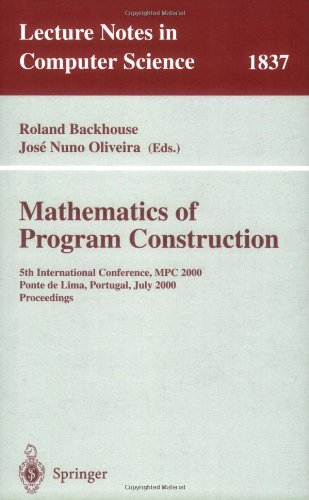 Lecture Notes in
Computer Science 1837
Roland Backhouse
José Nuno Oliveira (Eds.)
Mathematics of
Program Construction
5th International Conference, MPC 2000
Ponte de Lima, Portugal, July 2000
Proceedings
Springer